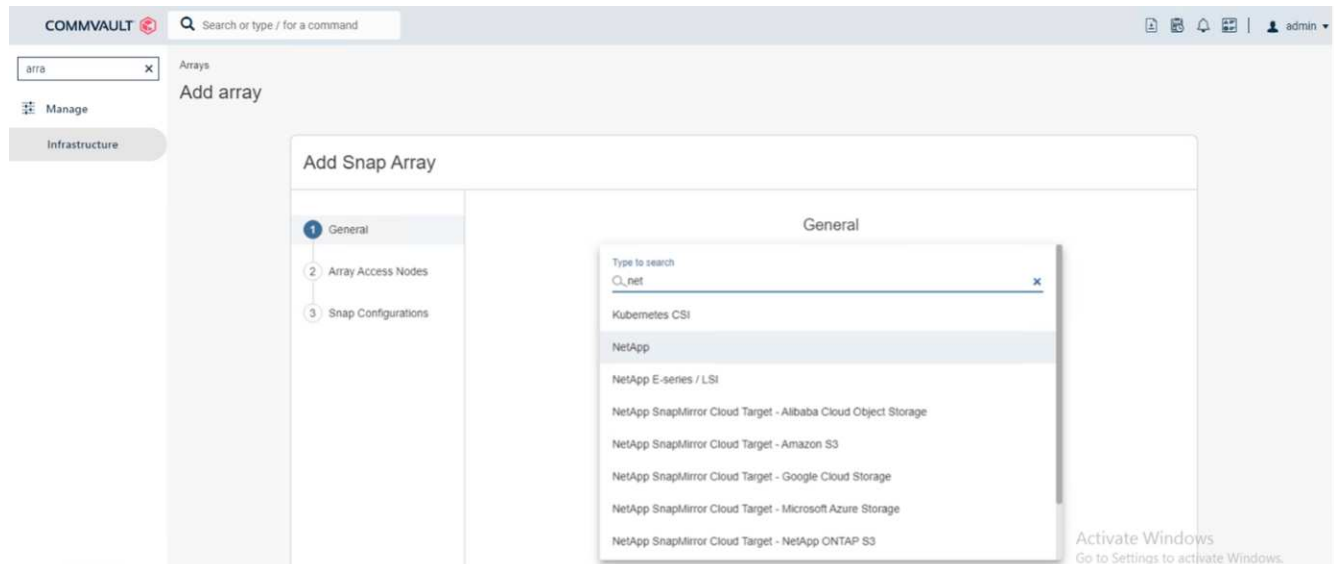 COMMVAULT
Search or type / for a command
admin
arra
Manage
Infrastructure
Arrays
Add array
Add Snap Array
1 General
2 Array Access Nodes
3 Snap Configurations
General
Type to search
net
Kubernetes CSI
NetApp
NetApp E-series / LSI
NetApp SnapMirror Cloud Target - Alibaba Cloud Object Storage
NetApp SnapMirror Cloud Target - Amazon S3
NetApp SnapMirror Cloud Target - Google Cloud Storage
NetApp SnapMirror Cloud Target - Microsoft Azure Storage
NetApp SnapMirror Cloud Target - NetApp ONTAP S3
Activate Windows
Go to Settings to activate Windows.